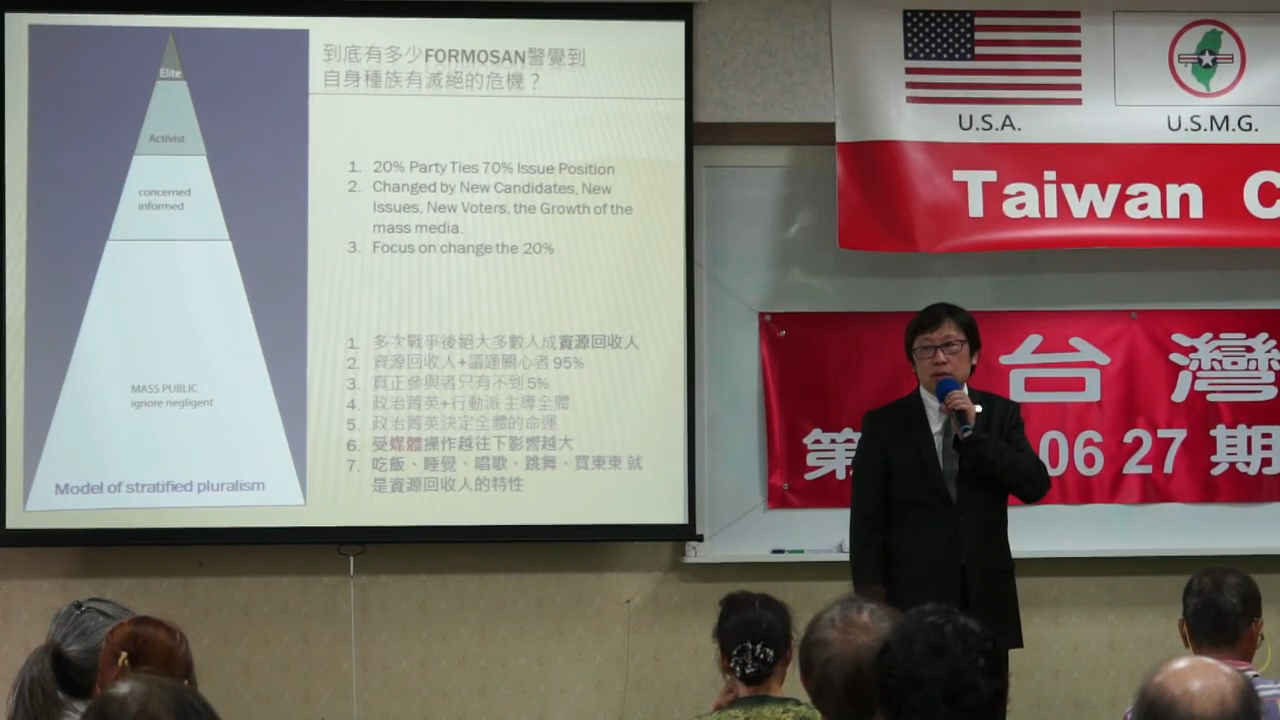 Elite
Activist
concerned
informed
MASS PUBLIC
ignore negligent
Model of stratified pluralism
到底有多少FORMOSAN警覺到
自身種族有滅絕的危機？
1. 20% Party Ties 70% Issue Position
2. Changed by New Candidates, New
Issues, New Voters, the Growth of the
mass media.
3. Focus on change the 20%
1. 多次戰爭後絕大多數人成資源回收人
2. 資源回收人+議題關心者 95%
3. 真正參與者只有不到 5%
4. 政治菁英+行動派 主導全體
5. 政治菁英決定全體的命運
6. 受媒體操作越往下影響越大
7. 吃飯、睡覺、唱歌、跳舞、買東東 就
是資源回收人的特性
U.S.A.
U.S.M.G.
Taiwan C
台灣
第 06 27 期